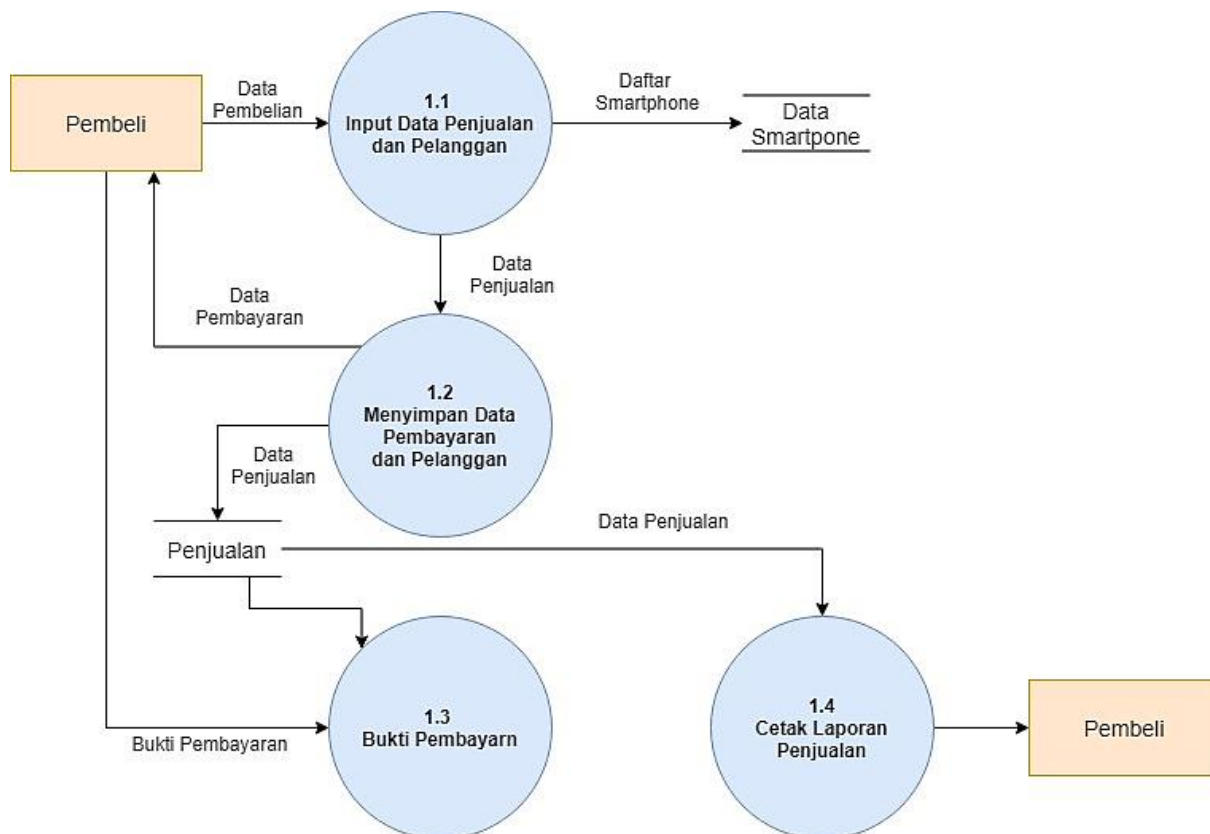 Pembeli
Data
Pembelian
1.1
Input Data Penjualan
dan Pelanggan
Daftar
Smartphone
Data
Smartpone
Data
Penjualan
Data
Pembayaran
1.2
Menyimpan Data
Pembayaran
dan Pelanggan
Data
Penjualan
Penjualan
Data Penjualan
Bukti Pembayaran
1.3
Bukti Pembayarn
1.4
Cetak Laporan
Penjualan
Pembeli